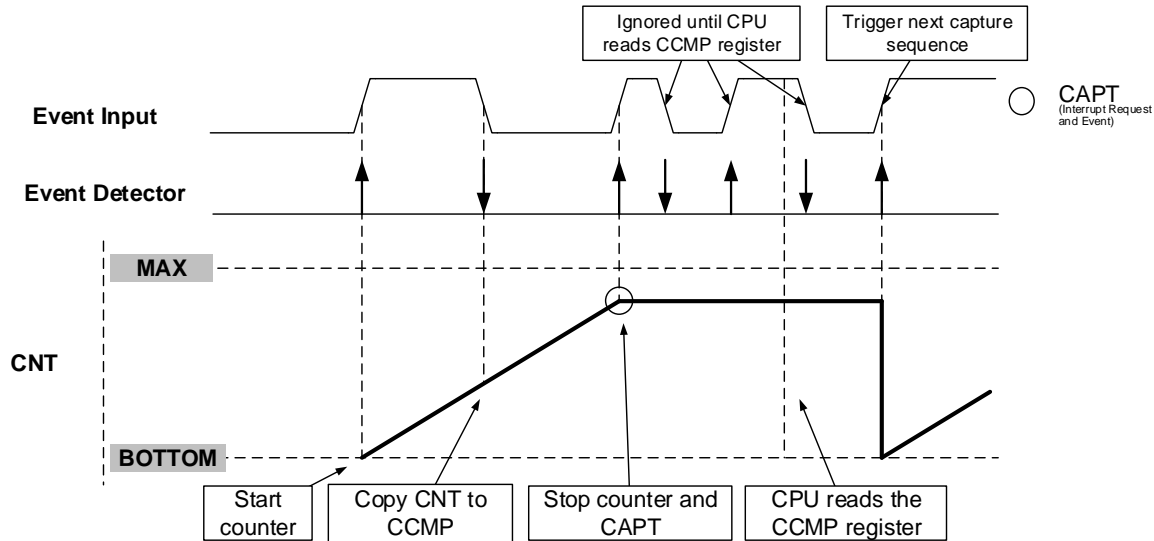 Ignored until CPU
reads CCMP register
Trigger next capture
sequence
CAPT
(Interrupt Request
and Event)
Event Input
Event Detector
MAX
CNT
BOTTOM
Start
counter
Copy CNT to
CCMP
Stop counter and
CAPT
CPU reads the
CCMP register